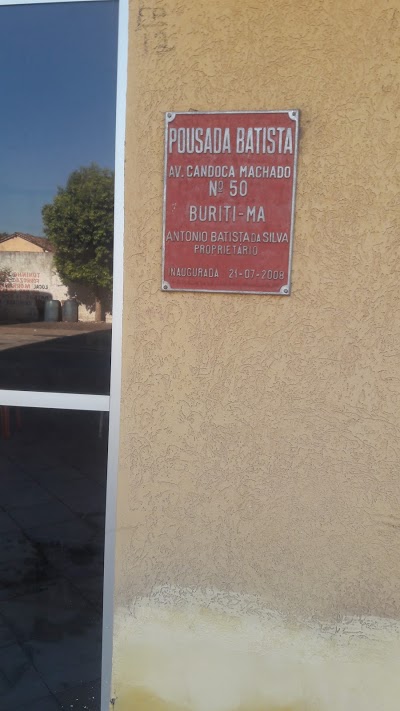 POUSADA BATISTA
AV. CANDOCA MACHADO
Nº 50
BURITI-MA
ANTONIO BATISTA DA SILVA
PROPRIETÁRIO
INAUGURADA 21-07-2008